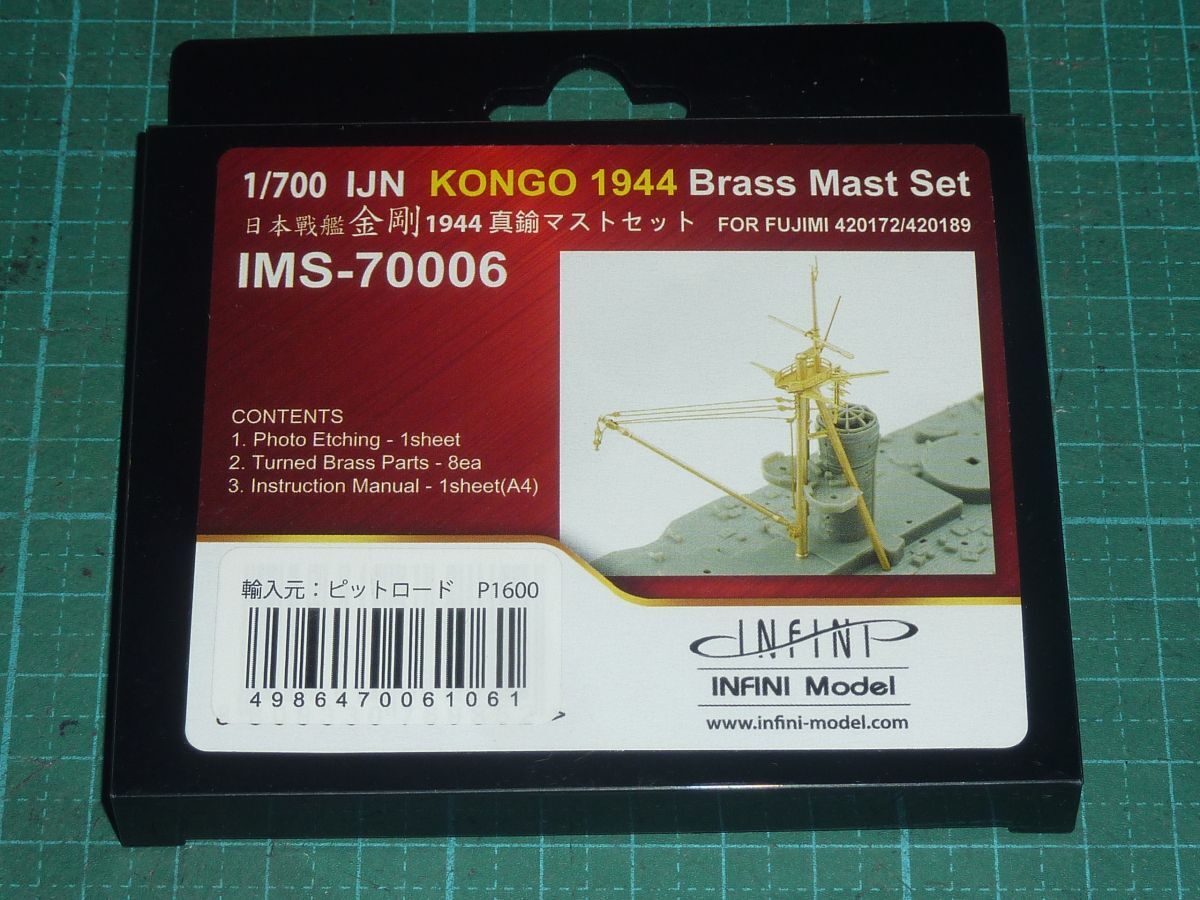 1/700 IJN KONGO 1944 Brass Mast Set
日本戰艦金剛1944真鍮マストセット FOR FUJIMI 420172/420189
IMS-70006
CONTENTS
1. Photo Etching - 1sheet
2. Turned Brass Parts - 8ea
3. Instruction Manual - 1sheet(A4)
輸入元：ピットロード P1600
4986470061061
INFINI
INFINI Model
www.infini-model.com